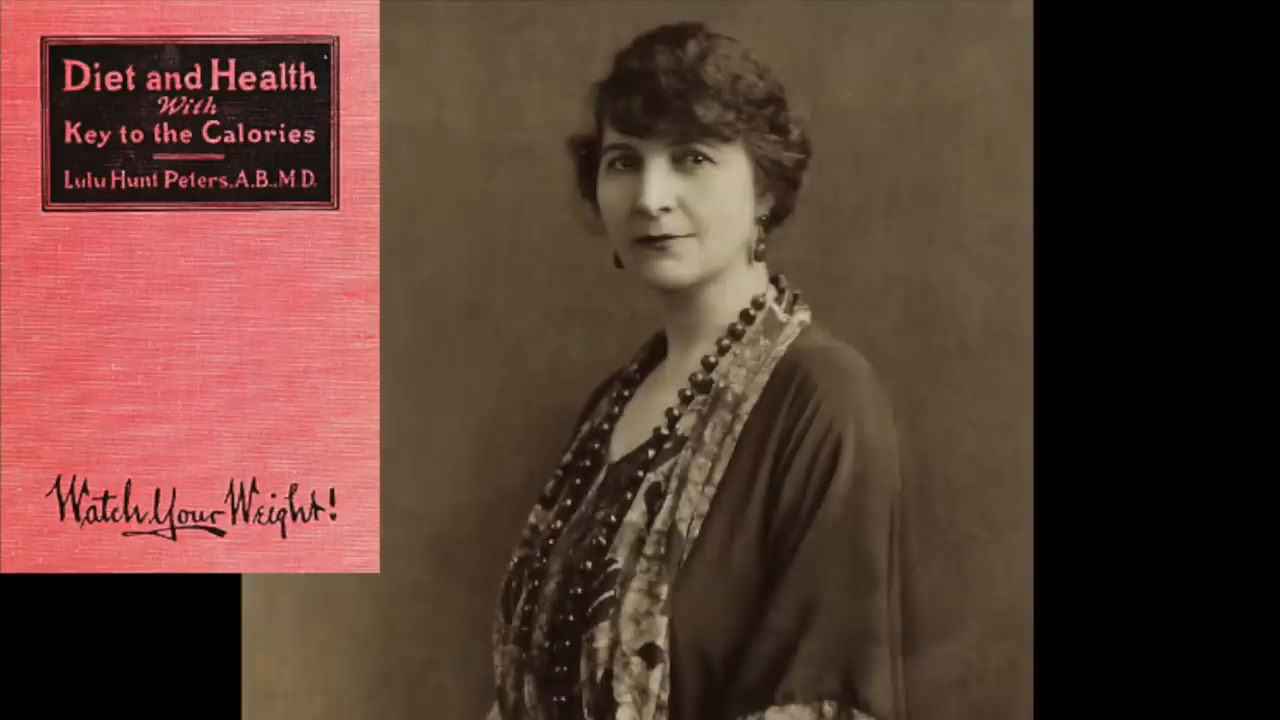 Diet and Health
With
Key to the Calories
Lulu Hunt Peters, A.B., M.D.
Watch Your Weight!